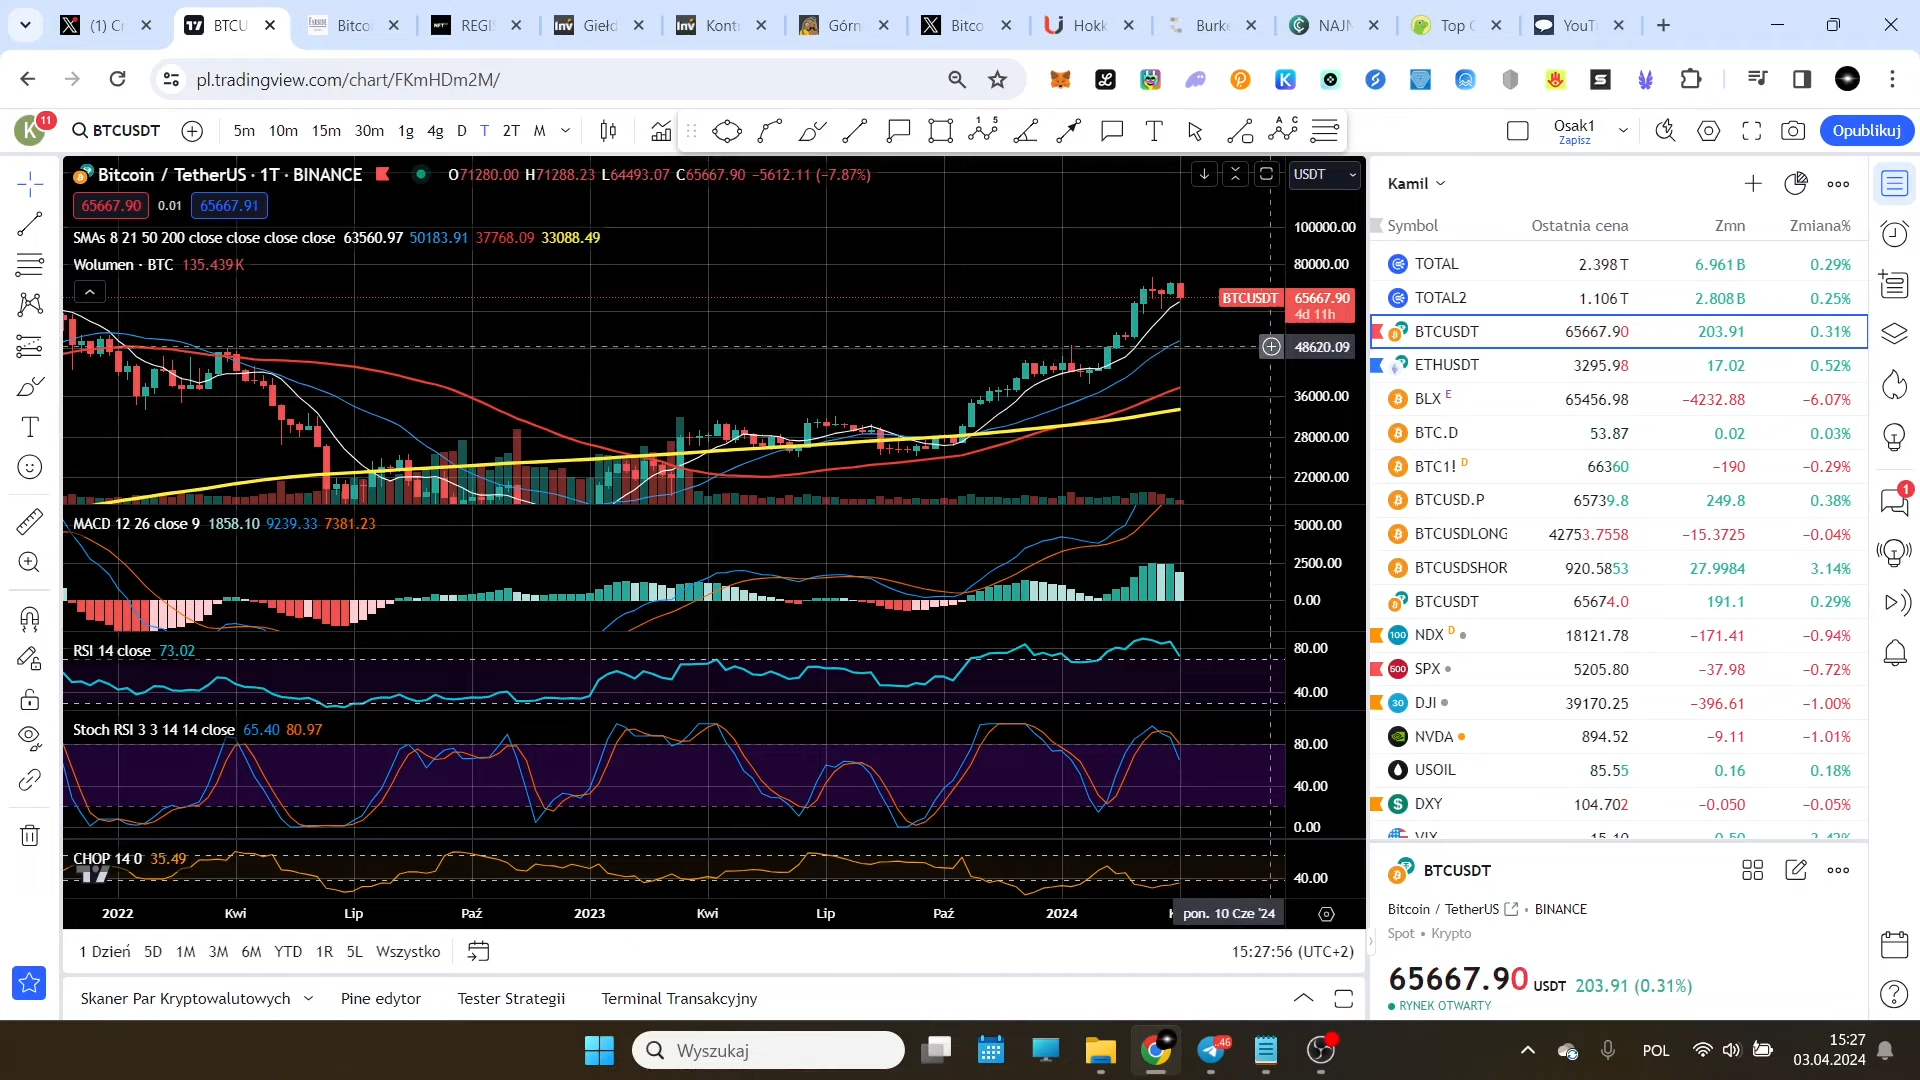 (1) Cr
BTCU
Bitcoi
REGIS
Giełd
Kontr
Górn
Bitco
Hokk
Burke
NAJN
Top C
YouTu
pl.tradingview.com/chart/FKmHDm2M/
K 11
BTCUSDT
5m 10m 15m 30m 1g 4g D T 2T M
Osak1
Zapisz
Opublikuj
Bitcoin / TetherUS · 1T · BINANCE O71280.00 H71288.23 L64493.07 C65667.90 −5612.11 (−7.87%)
USDT
65667.90 0.01 65667.91
SMAs 8 21 50 200 close close close close 63560.97 50183.91 37768.09 33088.49
Wolumen · BTC 135.439K
100000.00
80000.00
BTCUSDT 65667.90
4d 11h
48620.09
36000.00
28000.00
22000.00
MACD 12 26 close 9 1858.10 9239.33 7381.23
5000.00
2500.00
0.00
RSI 14 close 73.02
80.00
40.00
Stoch RSI 3 3 14 14 close 65.40 80.97
80.00
40.00
0.00
CHOP 14 0 35.49
40.00
2022 Kwi Lip Paź 2023 Kwi Lip Paź 2024 pon. 10 Cze '24
1 Dzień 5D 1M 3M 6M YTD 1R 5L Wszystko
15:27:56 (UTC+2)
Skaner Par Kryptowalutowych Pine edytor Tester Strategii Terminal Transakcyjny
Kamil
Symbol Ostatnia cena Zmn Zmiana%
TOTAL 2.398T 6.961B 0.29%
TOTAL2 1.106T 2.808B 0.25%
BTCUSDT 65667.90 203.91 0.31%
ETHUSDT 3295.98 17.02 0.52%
BLX E 65456.98 −4232.88 −6.07%
BTC.D 53.87 0.02 0.03%
BTC1! D 66360 −190 −0.29%
BTCUSD.P 65739.8 249.8 0.38%
BTCUSDLONG 42753.7558 −15.3725 −0.04%
BTCUSDSHOR 920.5853 27.9984 3.14%
BTCUSDT 65674.0 191.1 0.29%
100 NDX D 18121.78 −171.41 −0.94%
500 SPX 5205.80 −37.98 −0.72%
30 DJI 39170.25 −396.61 −1.00%
NVDA 894.52 −9.11 −1.01%
USOIL 85.55 0.16 0.18%
DXY 104.702 −0.050 −0.05%
BTCUSDT
Bitcoin / TetherUS • BINANCE
Spot • Krypto
65667.90 USDT 203.91 (0.31%)
RYNEK OTWARTY
1
Wyszukaj
46
POL
15:27
03.04.2024